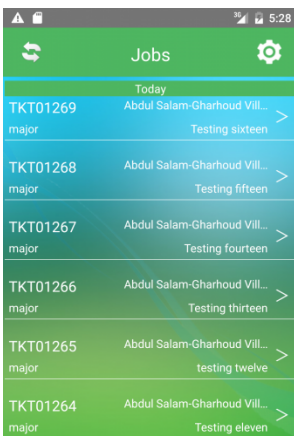 3G 5:28
Jobs
Today
TKT01269 Abdul Salam-Gharhoud Vill...
major Testing sixteen
TKT01268 Abdul Salam-Gharhoud Vill...
major Testing fifteen
TKT01267 Abdul Salam-Gharhoud Vill...
major Testing fourteen
TKT01266 Abdul Salam-Gharhoud Vill...
major Testing thirteen
TKT01265 Abdul Salam-Gharhoud Vill...
major testing twelve
TKT01264 Abdul Salam-Gharhoud Vill...
major Testing eleven